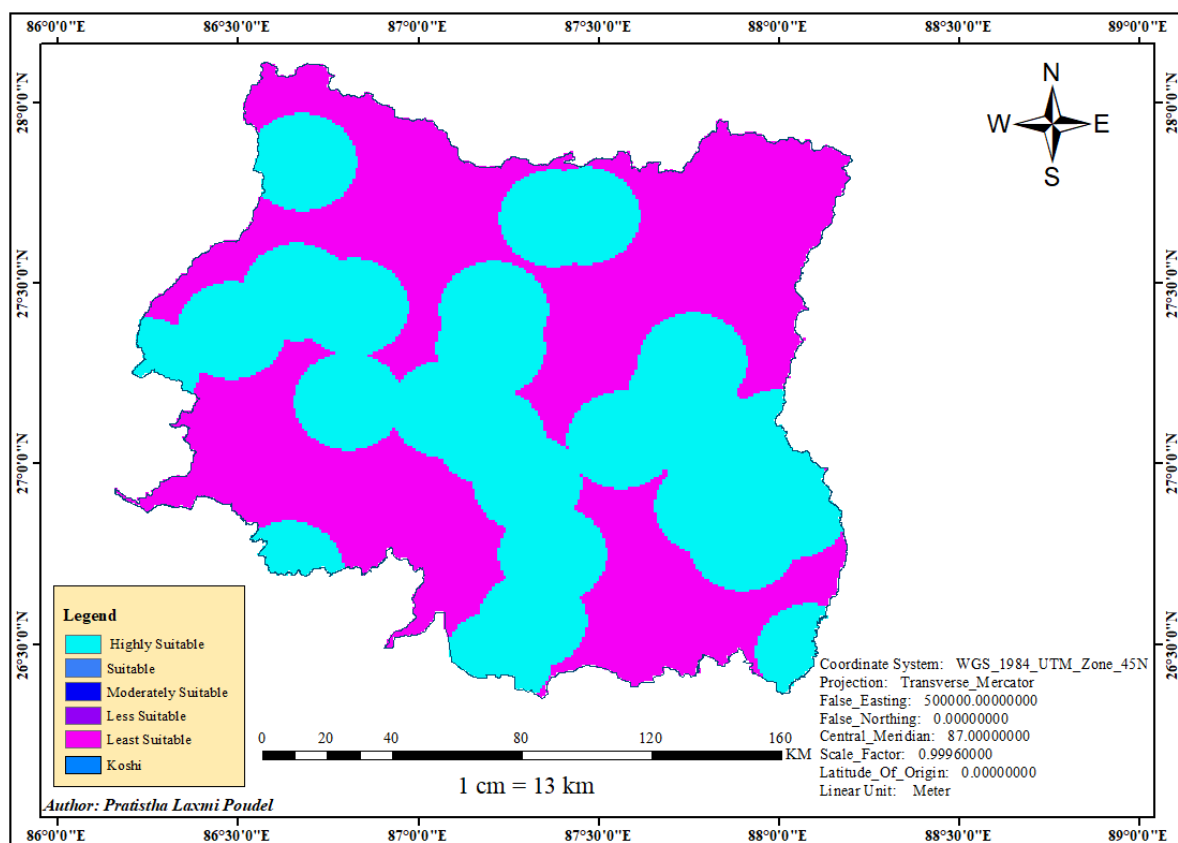 86°0'0"E 86°30'0"E 87°0'0"E 87°30'0"E 88°0'0"E 88°30'0"E 89°0'0"E
28°0'0"N
28°0'0"N
27°30'0"N
27°30'0"N
27°0'0"N
27°0'0"N
26°30'0"N
26°30'0"N
N
W E
S
Legend
Highly Suitable
Suitable
Moderately Suitable
Less Suitable
Least Suitable
Koshi
0 20 40 80 120 160
KM
1 cm = 13 km
Coordinate System: WGS_1984_UTM_Zone_45N
Projection: Transverse_Mercator
False_Easting: 500000.00000000
False_Northing: 0.00000000
Central_Meridian: 87.00000000
Scale_Factor: 0.99960000
Latitude_Of_Origin: 0.00000000
Linear Unit: Meter
Author: Pratistha Laxmi Poudel
86°0'0"E 86°30'0"E 87°0'0"E 87°30'0"E 88°0'0"E 88°30'0"E 89°0'0"E